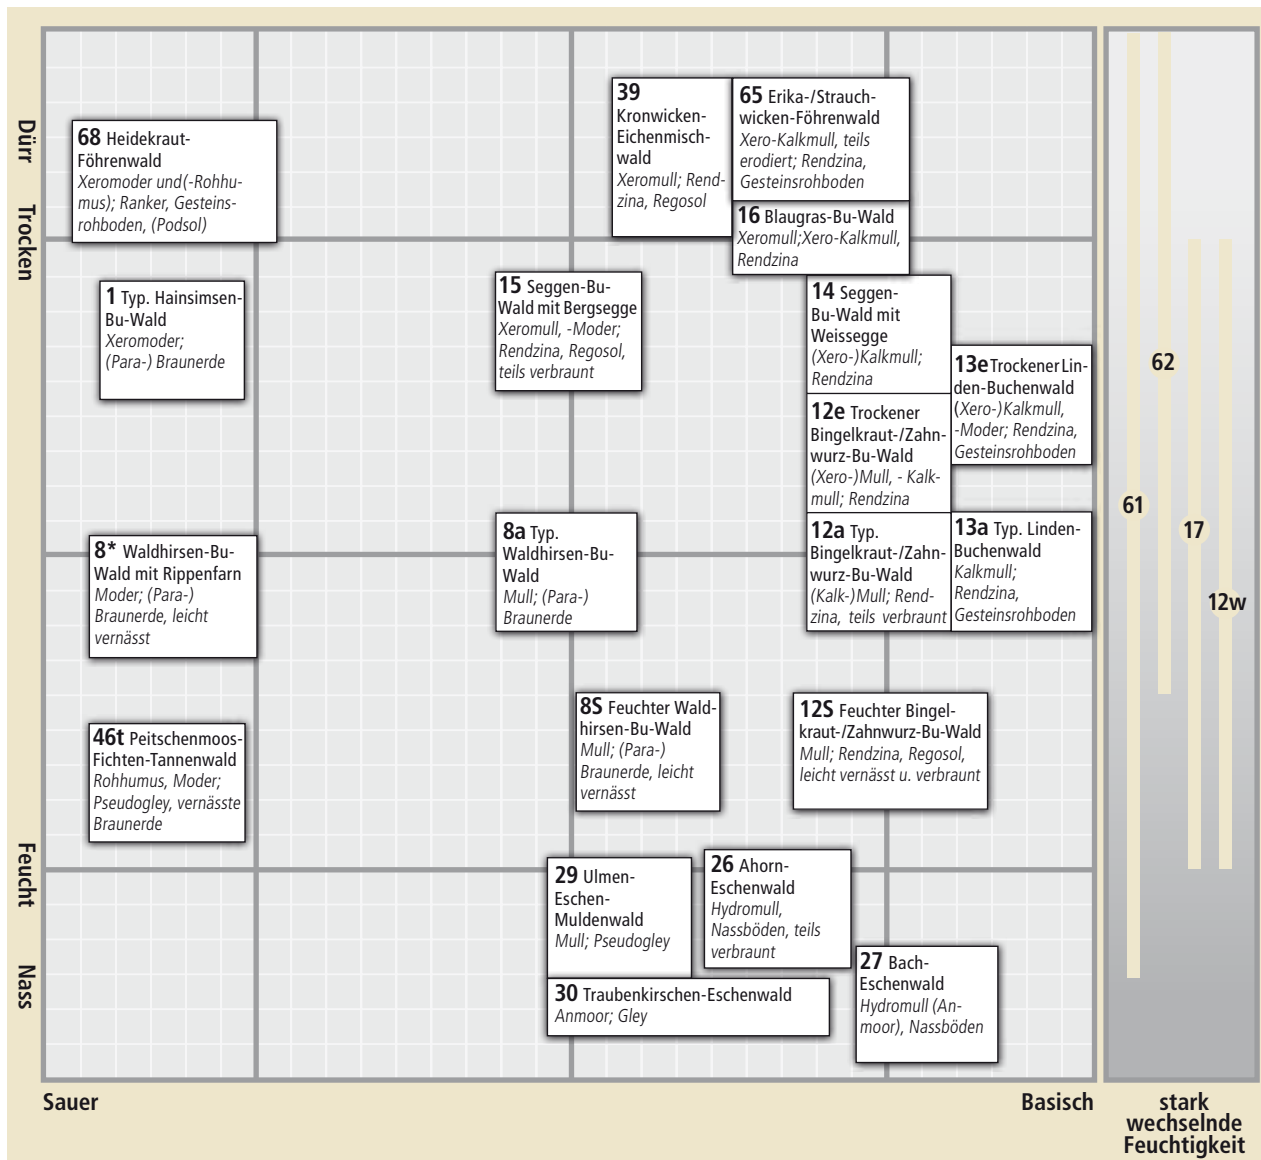 Dürr
Trocken
Feucht
Nass
39
Kronwicken-
Eichenmisch-
wald
Xeromull; Rend-
zina, Regosol
65 Erika-/Strauch-
wicken-Föhrenwald
Xero-Kalkmull, teils
erodiert; Rendzina,
Gesteinsrohboden
68 Heidekraut-
Föhrenwald
Xeromoder und(-Rohhu-
mus); Ranker, Gesteins-
rohboden, (Podsol)
16 Blaugras-Bu-Wald
Xeromull;Xero-Kalkmull,
Rendzina
1 Typ. Hainsimsen-
Bu-Wald
Xeromoder;
(Para-) Braunerde
15 Seggen-Bu-
Wald mit Bergsegge
Xeromull, -Moder;
Rendzina, Regosol,
teils verbraunt
14 Seggen-
Bu-Wald mit
Weissegge
(Xero-)Kalkmull;
Rendzina
13e Trockener Lin-
den-Buchenwald
(Xero-)Kalkmull,
-Moder; Rendzina,
Gesteinsrohboden
12e Trockener
Bingelkraut-/Zahn-
wurz-Bu-Wald
(Xero-)Mull, - Kalk-
mull; Rendzina
8* Waldhirsen-Bu-
Wald mit Rippenfarn
Moder; (Para-)
Braunerde, leicht
vernässt
8a Typ.
Waldhirsen-Bu-
Wald
Mull; (Para-)
Braunerde
12a Typ.
Bingelkraut-/Zahn-
wurz-Bu-Wald
(Kalk-)Mull; Rend-
zina, teils verbraunt
13a Typ. Linden-
Buchenwald
Kalkmull;
Rendzina,
Gesteinsrohboden
46t Peitschenmoos-
Fichten-Tannenwald
Rohhumus, Moder;
Pseudogley, vernässte
Braunerde
8S Feuchter Wald-
hirsen-Bu-Wald
Mull; (Para-)
Braunerde, leicht
vernässt
12S Feuchter Bingel-
kraut-/Zahnwurz-Bu-Wald
Mull; Rendzina, Regosol,
leicht vernässt u. verbraunt
29 Ulmen-
Eschen-
Muldenwald
Mull; Pseudogley
26 Ahorn-
Eschenwald
Hydromull,
Nassböden, teils
verbraunt
27 Bach-
Eschenwald
Hydromull (An-
moor), Nassböden
30 Traubenkirschen-Eschenwald
Anmoor; Gley
62
61
17
12w
Sauer
Basisch
stark
wechselnde
Feuchtigkeit